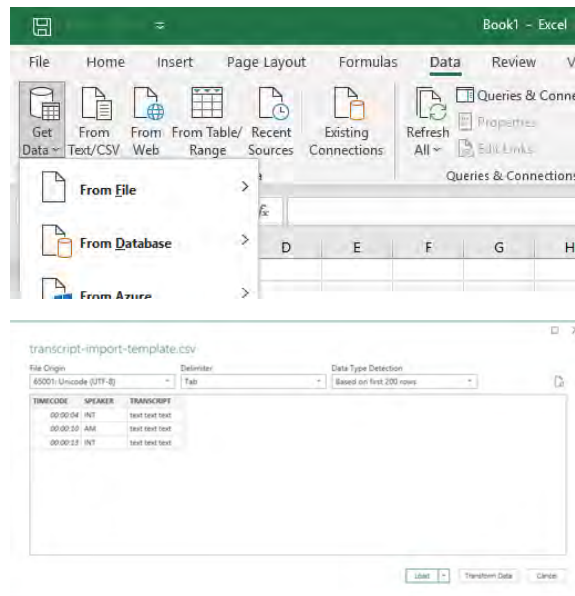 Book1 - Excel
File Home Insert Page Layout Formulas Data Review
Get Data From Text/CSV From Web From Table/ Range Recent Sources Existing Connections Refresh All Queries & Conne
Properties
Edit Links
Queries & Connections
From File
fx
From Database
D E F G H
From Azure
transcript-import-template.csv
File Origin Delimiter Data Type Detection
65001: Unicode (UTF-8) Tab Based on first 200 rows
TIMECODE SPEAKER TRANSCRIPT
00:00:04 INT text text text
00:00:10 AM text text text
00:00:13 INT text text text
Load Transform Data Cancel